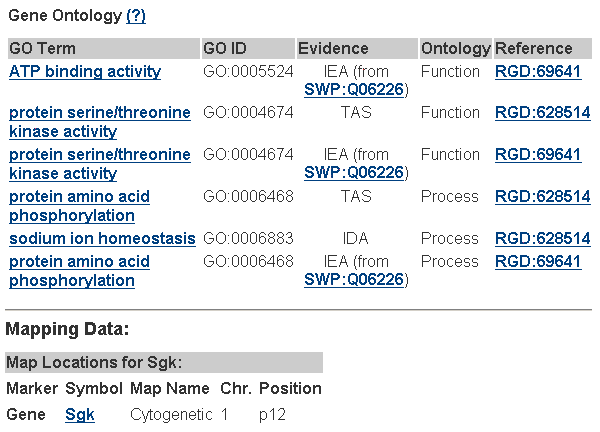 Gene Ontology (?)
GO Term GO ID Evidence Ontology Reference
ATP binding activity GO:0005524 IEA (from SWP:Q06226) Function RGD:69641
protein serine/threonine kinase activity GO:0004674 TAS Function RGD:628514
protein serine/threonine kinase activity GO:0004674 IEA (from SWP:Q06226) Function RGD:69641
protein amino acid phosphorylation GO:0006468 TAS Process RGD:628514
sodium ion homeostasis GO:0006883 IDA Process RGD:628514
protein amino acid phosphorylation GO:0006468 IEA (from SWP:Q06226) Process RGD:69641
Mapping Data:
Map Locations for Sgk:
Marker Symbol Map Name Chr. Position
Gene Sgk Cytogenetic 1 p12